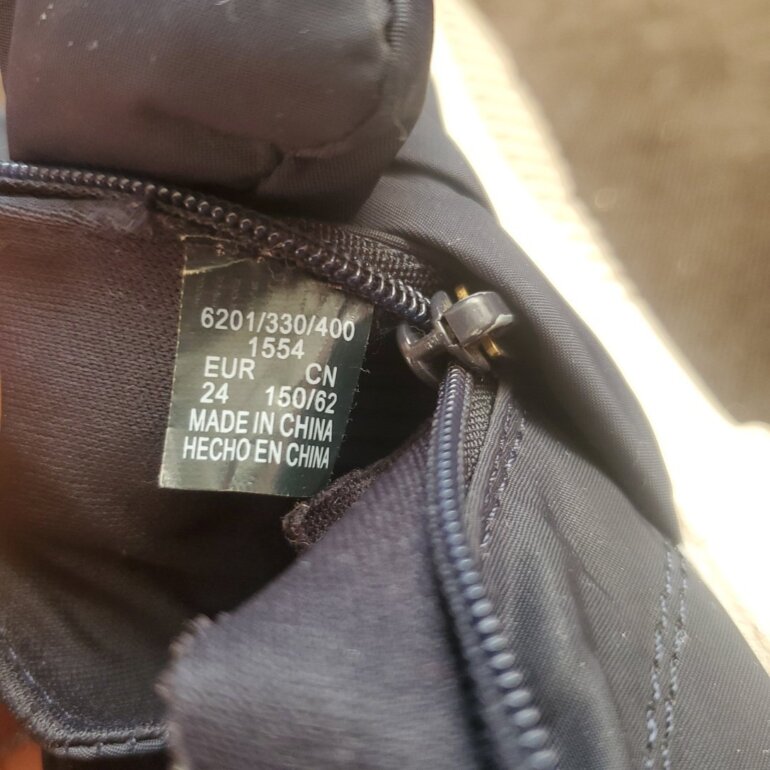 6201/330/400
1554
EUR CN
24 150/62
MADE IN CHINA
HECHO EN CHINA